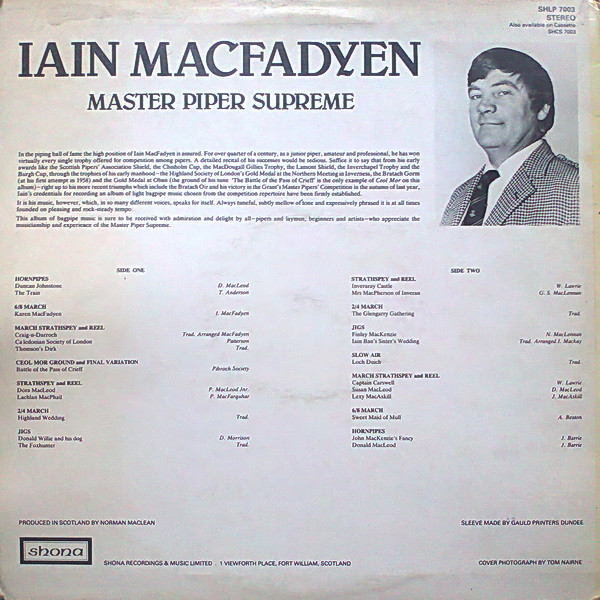 SHLP 7003
STEREO
Also available on Cassette
SHCS 7003
IAIN MACFADYEN
MASTER PIPER SUPREME
In the piping hall of fame the high position of Iain MacFadyen is assured. For over quarter of a century, as a junior piper, amateur and professional, he has won
virtually every single trophy offered for competition among pipers. A detailed recital of his successes would be tedious. Suffice it to say that from his early
awards like the Scottish Pipers' Association Shield, the Chisholm Cup, the MacDougall Gillies Trophy, the Lamont Shield, the Inverchapel Trophy and the
Burgh Cup, through the trophies of his early manhood—the Highland Society of London's Gold Medal at the Northern Meeting at Inverness, the Bratach Gorm
(at his first attempt in 1958) and the Gold Medal at Oban (the ground of his tune 'The Battle of the Pass of Crieff' is the only example of Ceol Mor on this
album)—right up to his more recent triumphs which include the Bratach Or and his victory at the Grant's Master Pipers' Competition in the autumn of last year,
Iain's credentials for recording an album of light bagpipe music chosen from the competition repertoire have been firmly established.
It is his music, however, which, in so many different voices, speaks for itself. Always tuneful, subtly mellow of tone and expressively phrased it is at all times
founded on pleasing and rock-steady tempo.
This album of bagpipe music is sure to be received with admiration and delight by all—pipers and laymen; beginners and artists—who appreciate the
musicianship and experience of the Master Piper Supreme.
SIDE ONE
HORNPIPES
Duncan Johnstone D. MacLeod
The Train T. Anderson
6/8 MARCH
Karen MacFadyen I. MacFadyen
MARCH STRATHSPEY and REEL
Craig-n-Darroch Trad. Arranged MacFadyen
Caledonian Society of London Paterson
Thomson's Dirk Trad.
CEOL MOR GROUND and FINAL VARIATION
Battle of the Pass of Crieff Pibroch Society
STRATHSPEY and REEL
Dora MacLeod P. MacLeod Jnr.
Lachlan MacPhail P. MacFarquhar
2/4 MARCH
Highland Wedding Trad.
JIGS
Donald Willie and his dog D. Morrison
The Foxhunter Trad.
SIDE TWO
STRATHSPEY and REEL
Inveraray Castle W. Lawrie
Mrs MacPherson of Inveran G. S. MacLennan
2/4 MARCH
The Glengarry Gathering Trad.
JIGS
Finlay MacKenzie N. MacLennan
Iain Ban's Sister's Wedding Trad. Arranged J. Mackay
SLOW AIR
Loch Duich Trad.
MARCH STRATHSPEY and REEL
Captain Carswell W. Lawrie
Susan MacLeod D. MacLeod
Lexy MacAskill J. MacAskill
6/8 MARCH
Sweet Maid of Mull A. Beaton
HORNPIPES
John MacKenzie's Fancy J. Barrie
Donald MacLeod J. Barrie
PRODUCED IN SCOTLAND BY NORMAN MACLEAN
SLEEVE MADE BY GAULD PRINTERS DUNDEE
shona
SHONA RECORDINGS & MUSIC LIMITED . 1 VIEWFORTH PLACE, FORT WILLIAM, SCOTLAND
COVER PHOTOGRAPH BY TOM NAIRNE